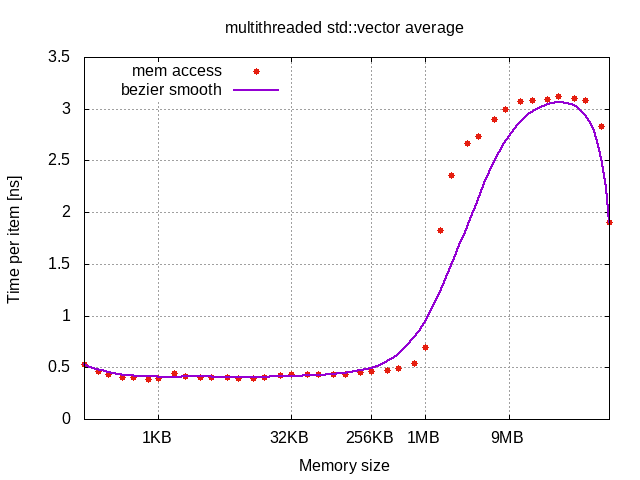 multithreaded std::vector average
mem access
bezier smooth
3.5
3
2.5
2
1.5
1
0.5
0
Time per item [ns]
1KB 32KB 256KB 1MB 9MB
Memory size